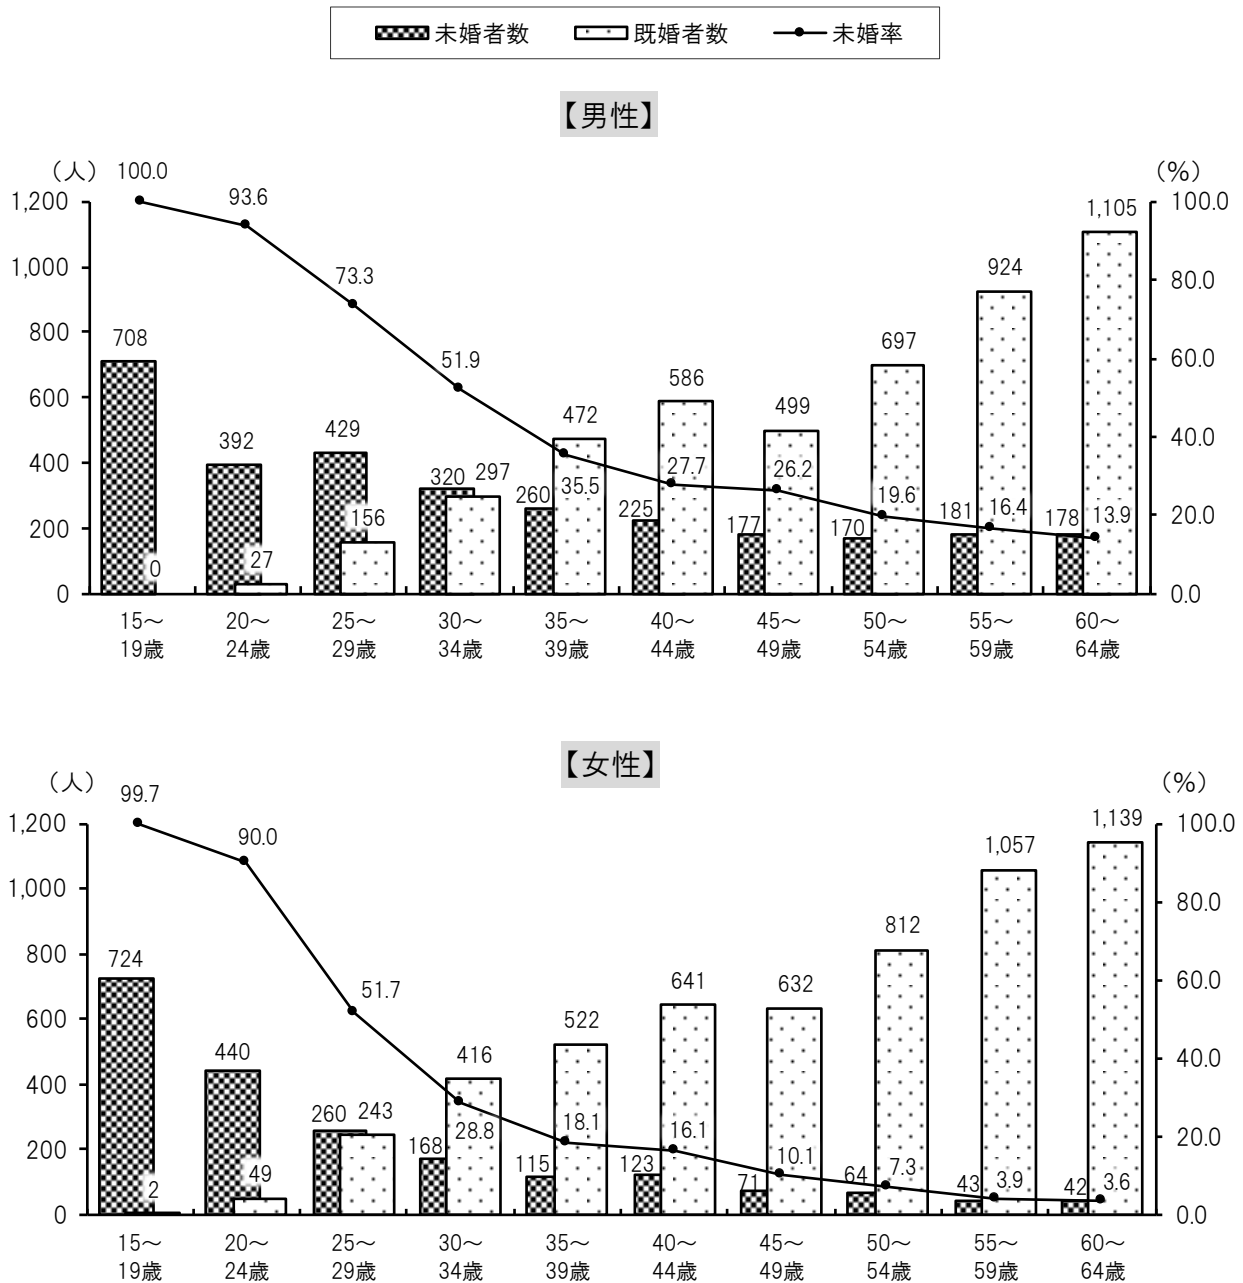 未婚者数 既婚者数 未婚率
【男性】
（人） （％）
100.0 93.6 73.3 51.9 35.5 27.7 26.2 19.6 16.4 13.9
1,200 1,000 800 600 400 200 0
100.0 80.0 60.0 40.0 20.0 0.0
708 392 429 320 260 225 177 170 181 178
0 27 156 297 472 586 499 697 924 1,105
15～ 20～ 25～ 30～ 35～ 40～ 45～ 50～ 55～ 60～
19歳 24歳 29歳 34歳 39歳 44歳 49歳 54歳 59歳 64歳
【女性】
（人） （％）
99.7 90.0 51.7 28.8 18.1 16.1 10.1 7.3 3.9 3.6
1,200 1,000 800 600 400 200 0
100.0 80.0 60.0 40.0 20.0 0.0
724 440 260 168 115 123 71 64 43 42
2 49 243 416 522 641 632 812 1,057 1,139
15～ 20～ 25～ 30～ 35～ 40～ 45～ 50～ 55～ 60～
19歳 24歳 29歳 34歳 39歳 44歳 49歳 54歳 59歳 64歳